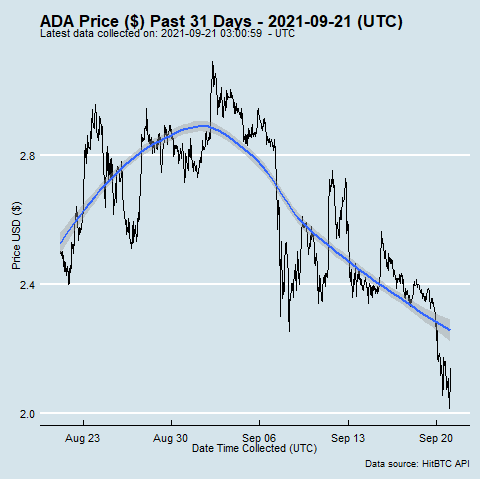 ADA Price ($) Past 31 Days - 2021-09-21 (UTC)
Latest data collected on: 2021-09-21 03:00:59 - UTC
Price USD ($)
2.8
2.4
2.0
Aug 23 Aug 30 Sep 06 Sep 13 Sep 20
Date Time Collected (UTC)
Data source: HitBTC API